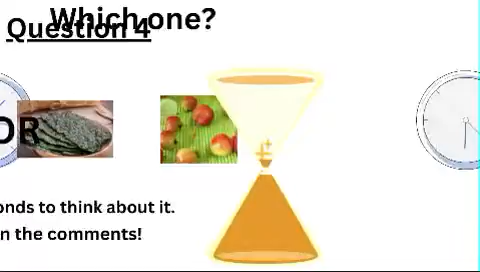 Which one?
Question 4
OR
onds to think about it.
n the comments!